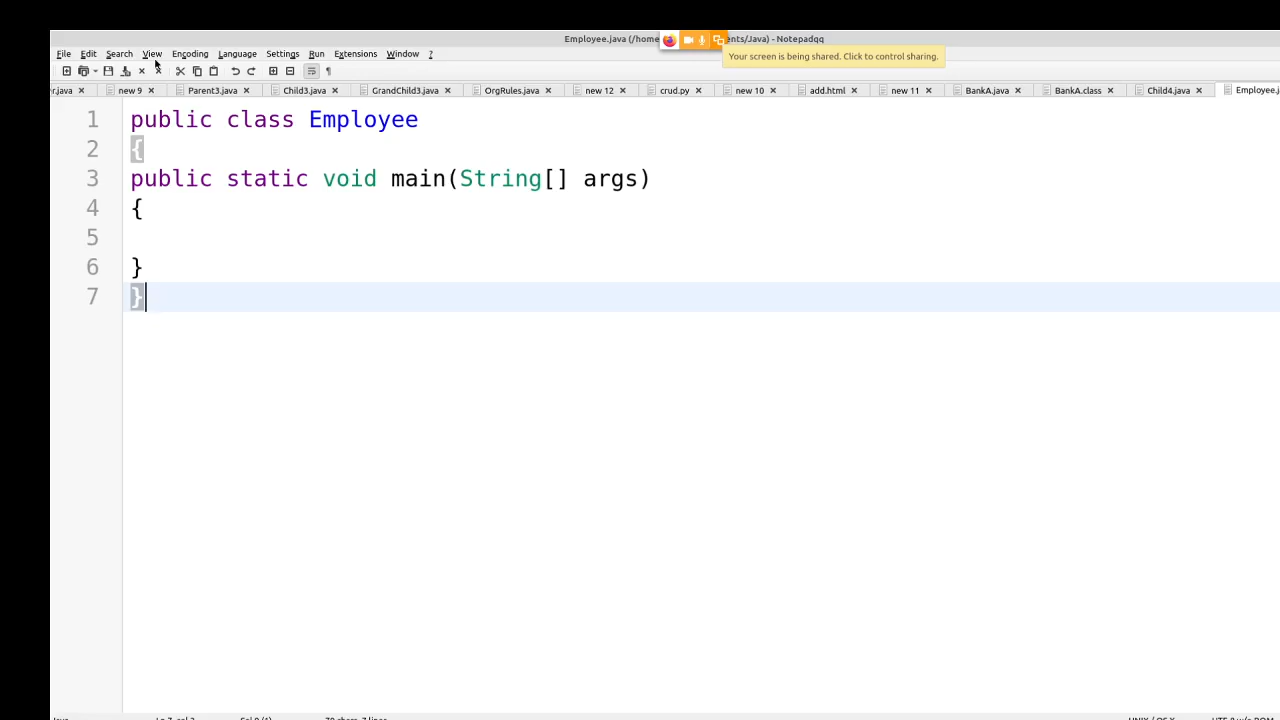 Employee.java (/home ents/Java) - Notepadqq
File Edit Search View Encoding Language Settings Run Extensions Window ?
Your screen is being shared. Click to control sharing.
r.java new 9 Parent3.java Child3.java GrandChild3.java OrgRules.java new 12 crud.py new 10 add.html new 11 BankA.java BankA.class Child4.java Employee.j
1 public class Employee
2 {
3 public static void main(String[] args)
4 {
5
6 }
7 }